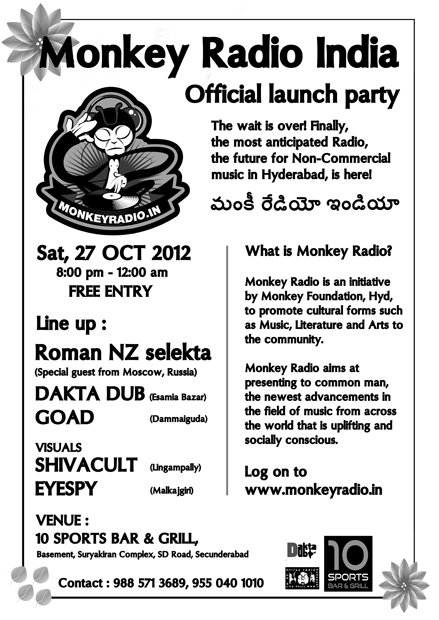 Monkey Radio India
Official launch party
The wait is over! Finally,
the most anticipated Radio,
the future for Non-Commercial
music in Hyderabad, is here!
మంకీ రేడియో ఇండియా
MONKEYRADIO.IN
Sat, 27 OCT 2012
8:00 pm - 12:00 am
FREE ENTRY
Line up :
Roman NZ selekta
(Special guest from Moscow, Russia)
DAKTA DUB (Esamia Bazar)
GOAD (Dammaiguda)
VISUALS
SHIVACULT (Lingampally)
EYESPY (Malkajgiri)
VENUE :
10 SPORTS BAR & GRILL,
Basement, Suryakiran Complex, SD Road, Secunderabad
What is Monkey Radio?
Monkey Radio is an initiative
by Monkey Foundation, Hyd,
to promote cultural forms such
as Music, Literature and Arts to
the community.
Monkey Radio aims at
presenting to common man,
the newest advancements in
the field of music from across
the world that is uplifting and
socially conscious.
Log on to
www.monkeyradio.in
Dakta
Dub
10
SPORTS
BAR & GRILL
Contact : 988 571 3689, 955 040 1010